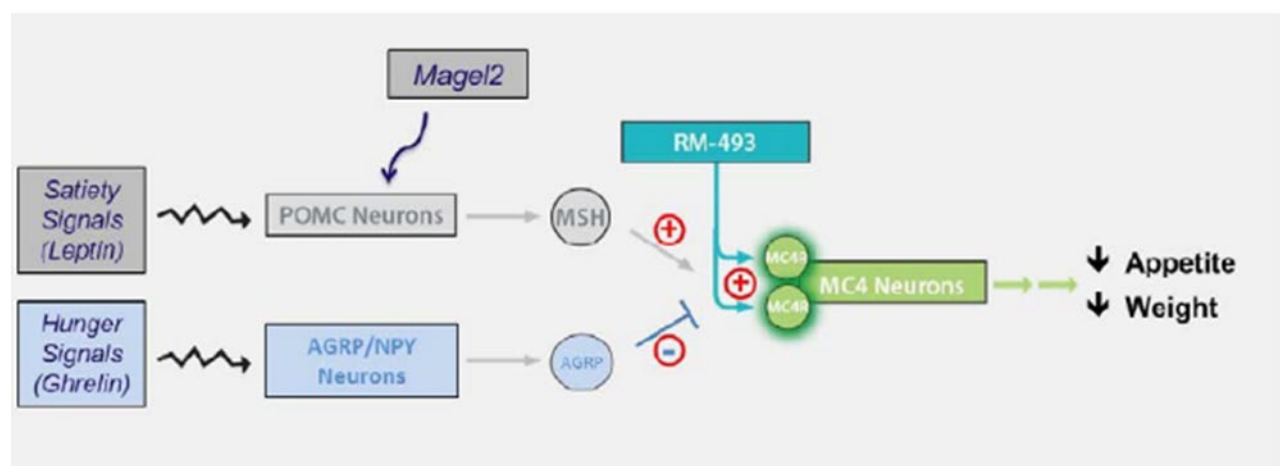 Magel2
RM-493
Satiety
Signals
(Leptin)
POMC Neurons
MSH
+
MC4R
+
MC4 Neurons
Appetite
MC4R
Weight
Hunger
Signals
(Ghrelin)
AGRP/NPY
Neurons
AGRP
-